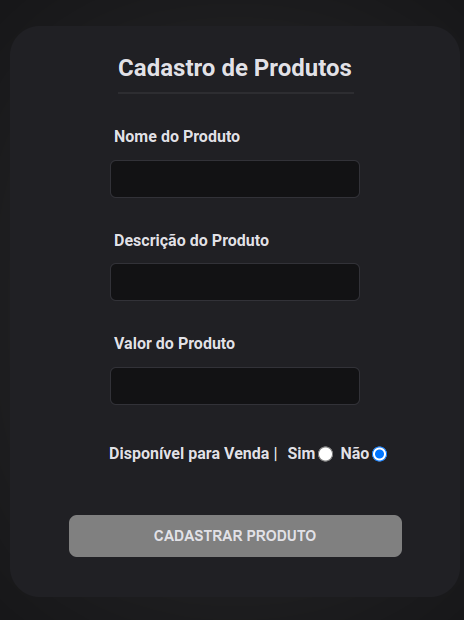 Cadastro de Produtos
Nome do Produto
Descrição do Produto
Valor do Produto
Disponível para Venda | Sim Não
CADASTRAR PRODUTO